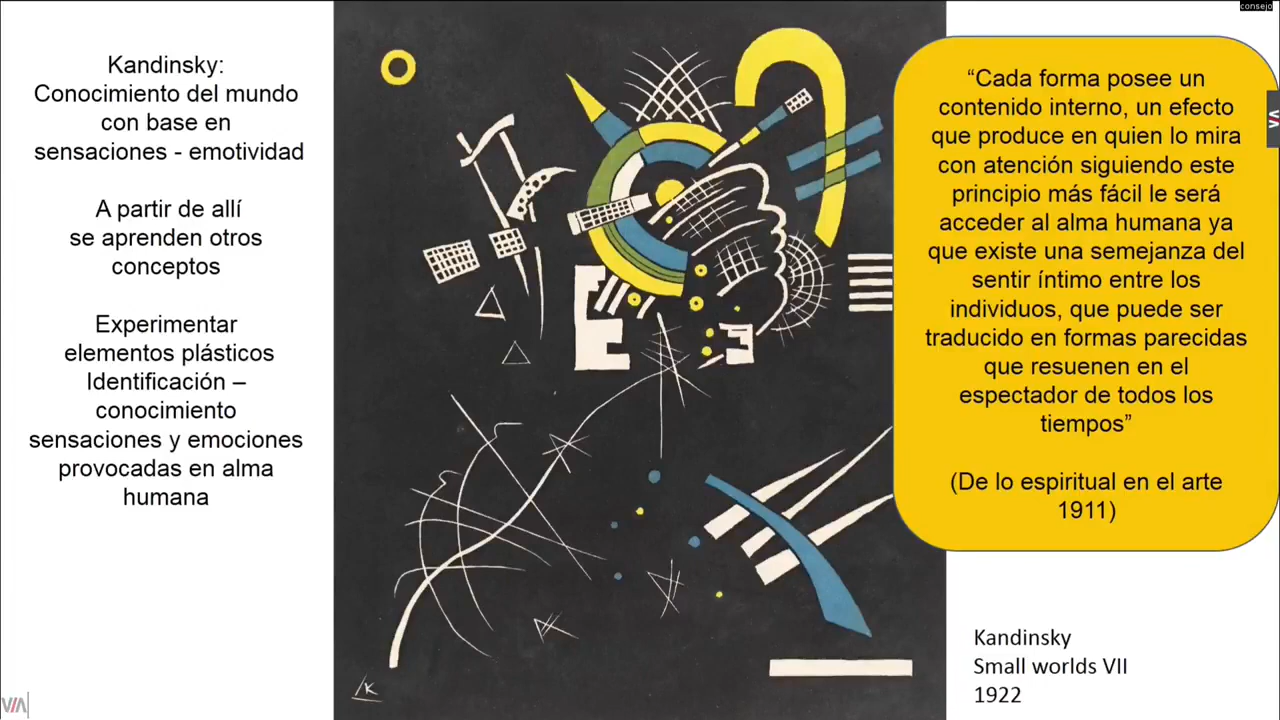 consejo
Kandinsky:
Conocimiento del mundo
con base en
sensaciones - emotividad
A partir de allí
se aprenden otros
conceptos
Experimentar
elementos plásticos
Identificación –
conocimiento
sensaciones y emociones
provocadas en alma
humana
“Cada forma posee un
contenido interno, un efecto
que produce en quien lo mira
con atención siguiendo este
principio más fácil le será
acceder al alma humana ya
que existe una semejanza del
sentir íntimo entre los
individuos, que puede ser
traducido en formas parecidas
que resuenen en el
espectador de todos los
tiempos”
(De lo espiritual en el arte
1911)
Kandinsky
Small worlds VII
1922
K
VIA